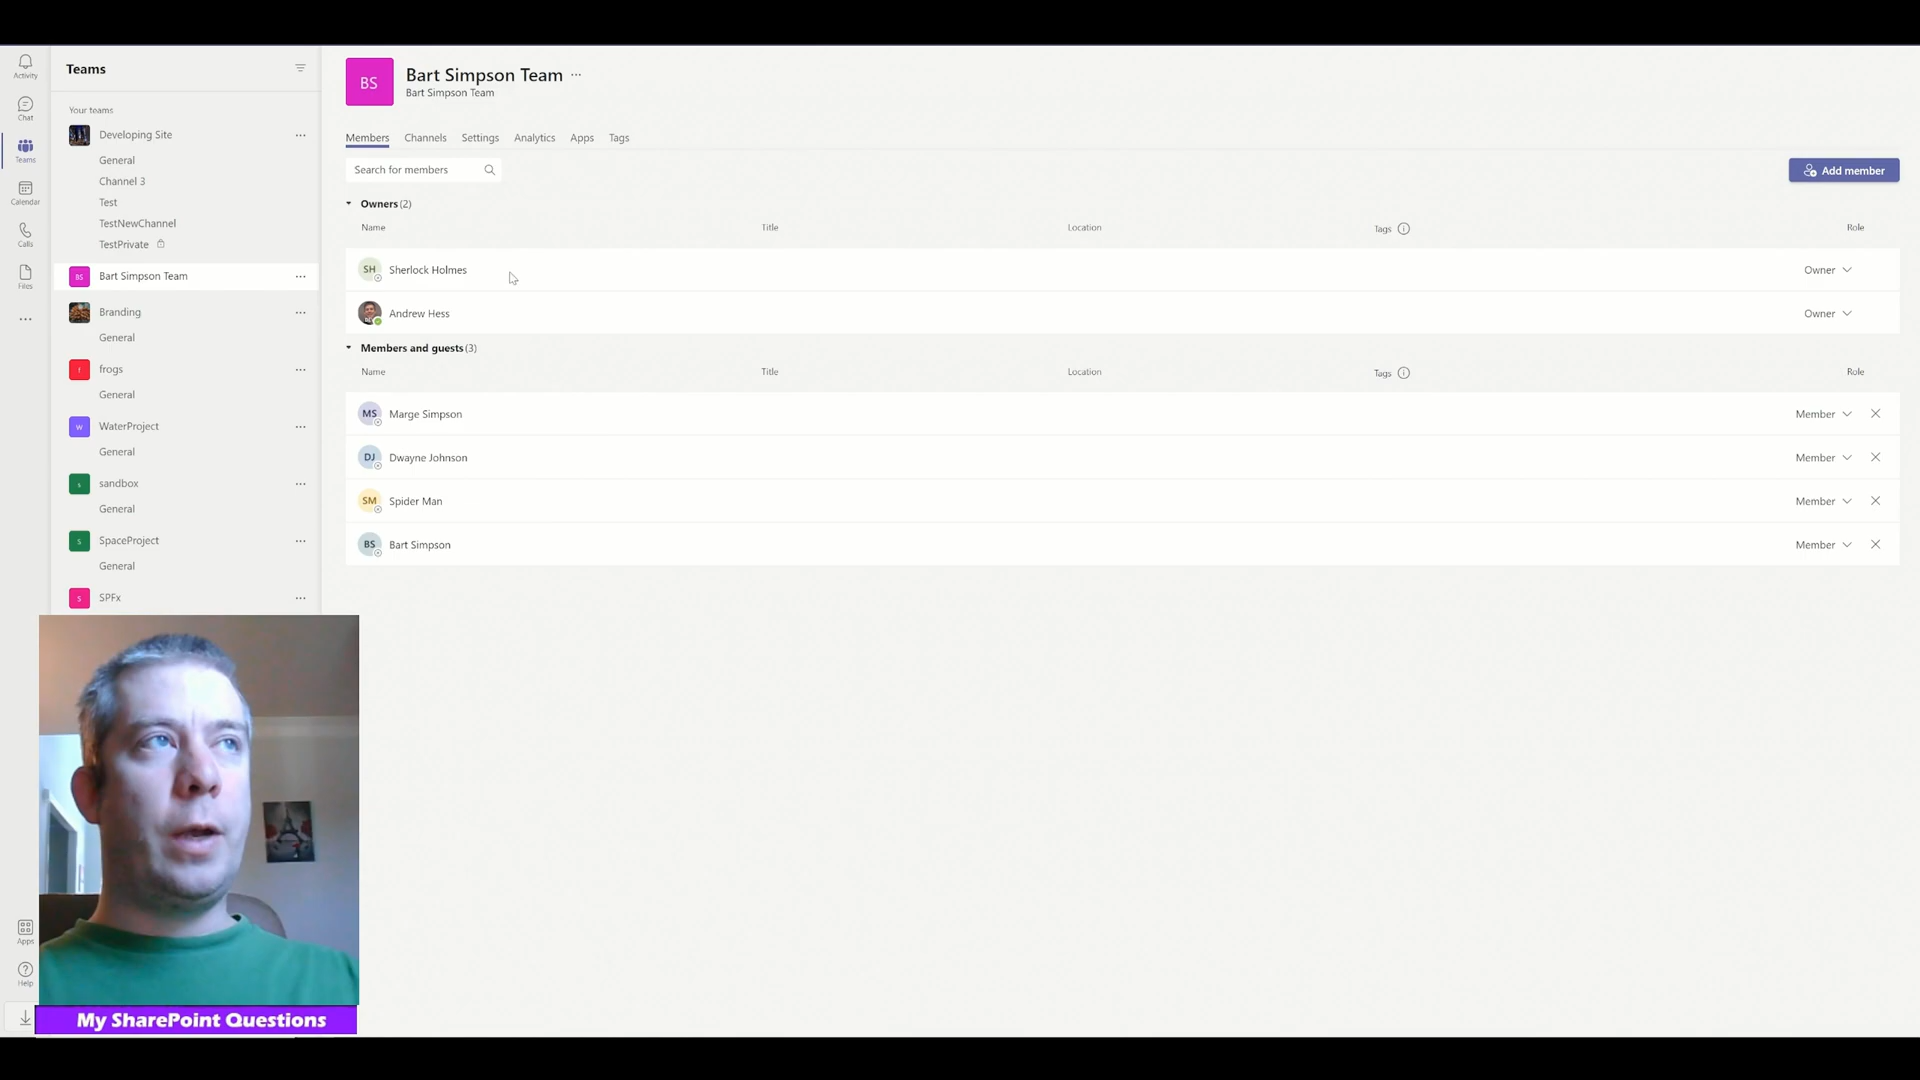 Activity
Chat
Teams
Calendar
Calls
Files
Apps
Help
Teams
Your teams
Developing Site
General
Channel 3
Test
TestNewChannel
TestPrivate
BS Bart Simpson Team
Branding
General
f frogs
General
w WaterProject
General
s sandbox
General
s SpaceProject
General
s SPFx
BS Bart Simpson Team ...
Bart Simpson Team
Members Channels Settings Analytics Apps Tags
Search for members
Add member
Owners (2)
Name Title Location Tags Role
SH Sherlock Holmes Owner
Andrew Hess Owner
Members and guests (3)
Name Title Location Tags Role
MS Marge Simpson Member
DJ Dwayne Johnson Member
SM Spider Man Member
BS Bart Simpson Member
My SharePoint Questions